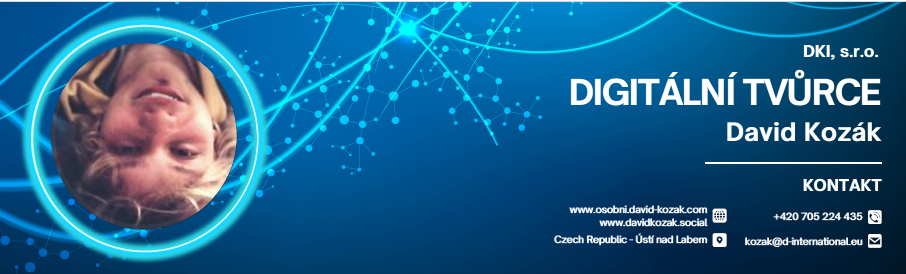 DKI, s.r.o.
DIGITÁLNÍ TVŮRCE
David Kozák
KONTAKT
www.osobni.david-kozak.com
www.davidkozak.social
+420 705 224 435
Czech Republic - Ústí nad Labem
kozak@d-international.eu